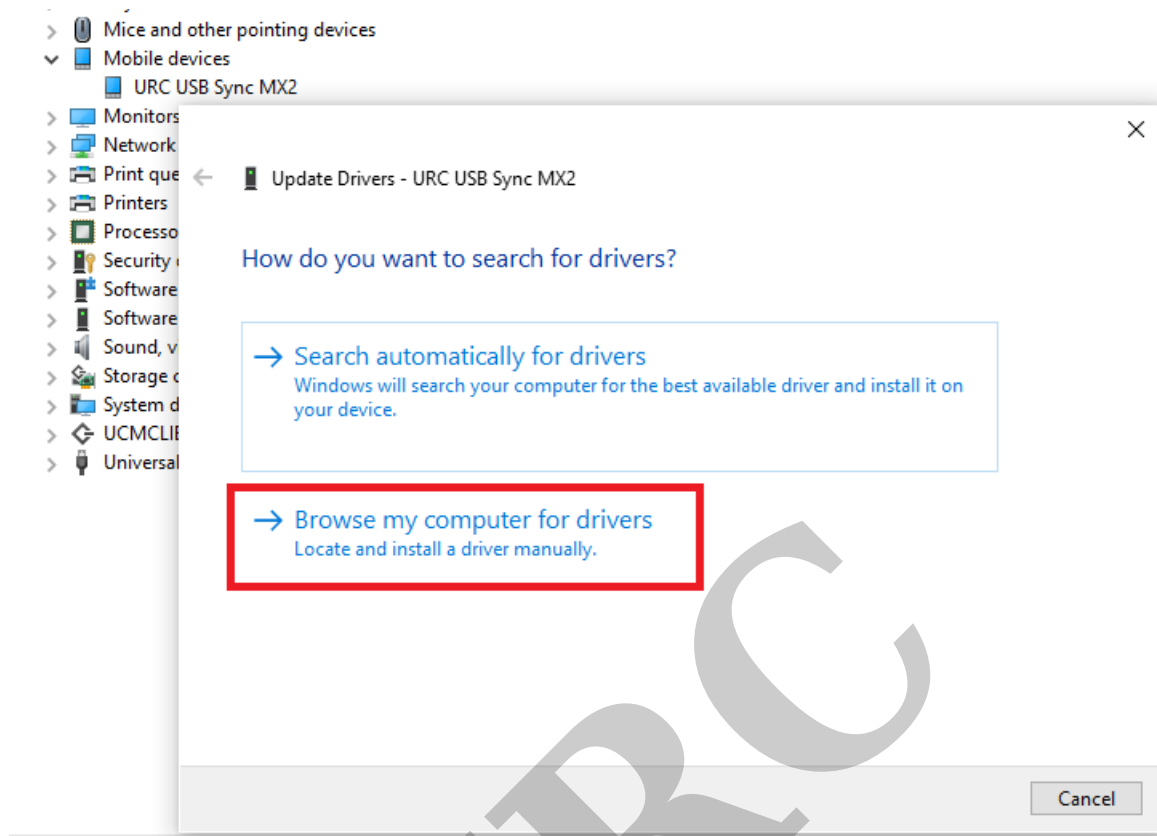 Mice and other pointing devices
Mobile devices
URC USB Sync MX2
Monitors
Network
Print que
Printers
Processo
Security
Software
Software
Sound, v
Storage
System d
UCMCLIE
Universal
Update Drivers - URC USB Sync MX2
How do you want to search for drivers?
Search automatically for drivers
Windows will search your computer for the best available driver and install it on
your device.
Browse my computer for drivers
Locate and install a driver manually.
Cancel
RC